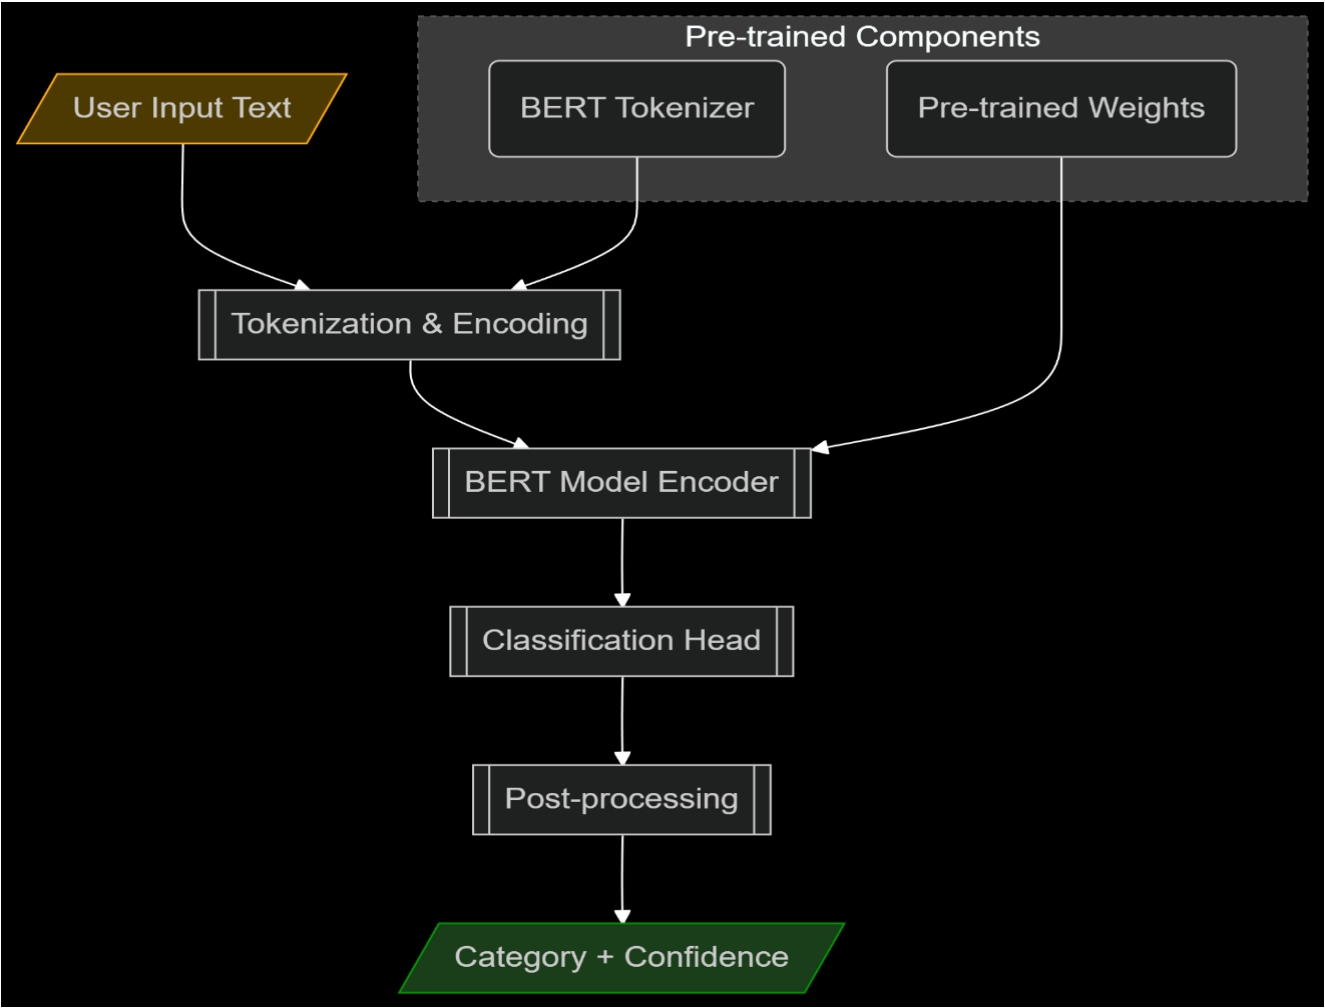 Pre-trained Components
User Input Text
BERT Tokenizer
Pre-trained Weights
Tokenization & Encoding
BERT Model Encoder
Classification Head
Post-processing
Category + Confidence